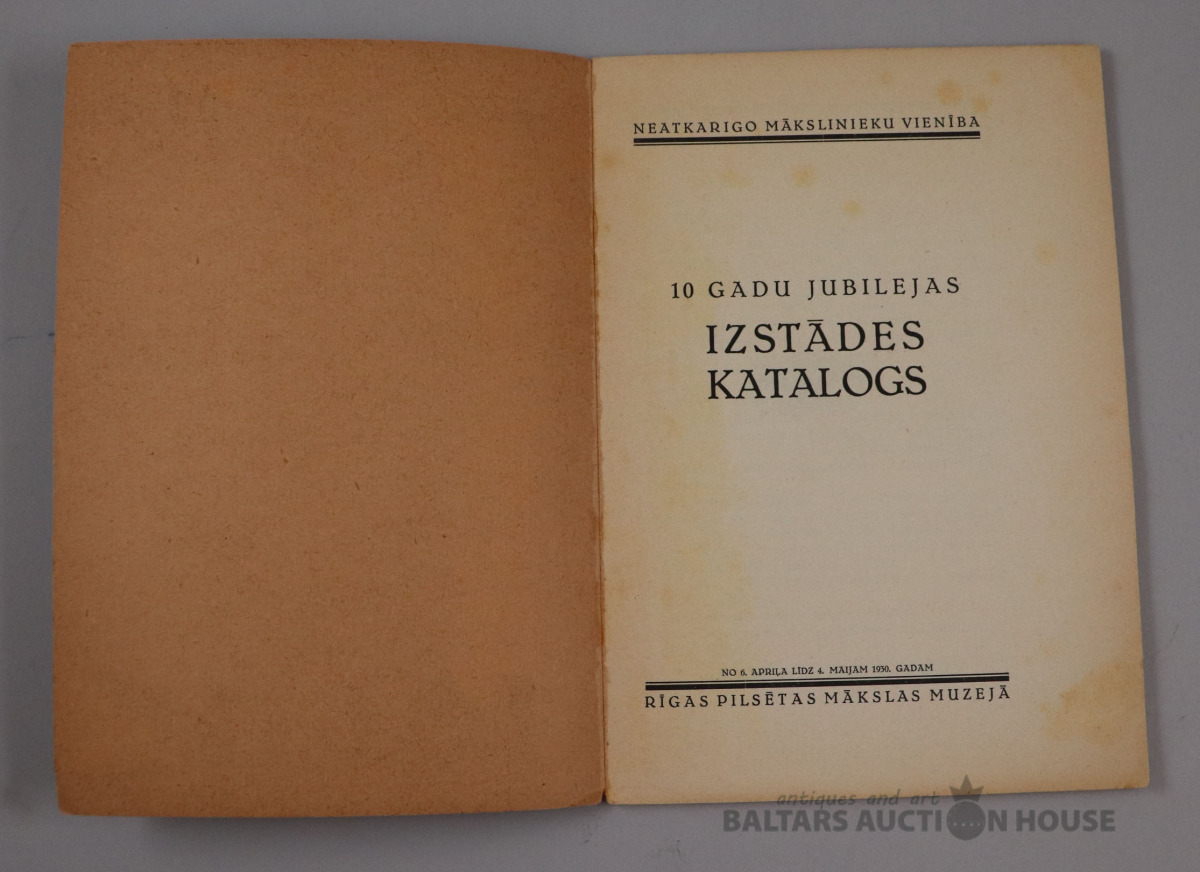 NEATKARIGO MĀKSLINIEKU VIENĪBA
10 GADU JUBILEJAS
IZSTĀDES
KATALOGS
NO 6. APRIĻA LĪDZ 4. MAIJAM 1930. GADAM
RĪGAS PILSĒTAS MĀKSLAS MUZEJĀ
antiques and art
BALTARS AUCTION HOUSE